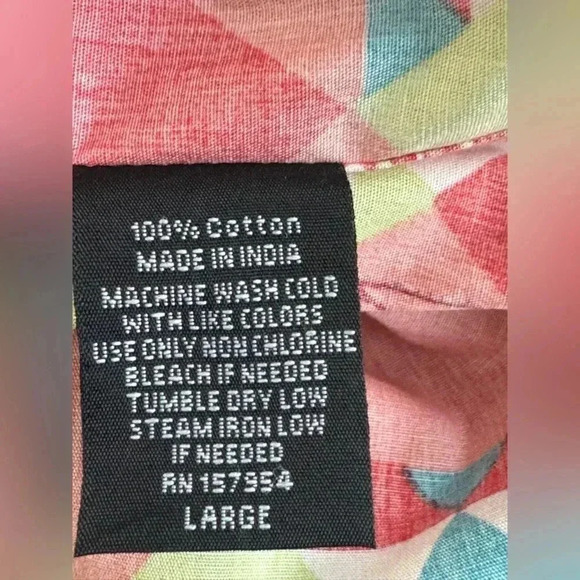 100% Cotton
MADE IN INDIA
MACHINE WASH COLD
WITH LIKE COLORS
USE ONLY NON CHLORINE
BLEACH IF NEEDED
TUMBLE DRY LOW
STEAM IRON LOW
IF NEEDED
RN 157954
LARGE